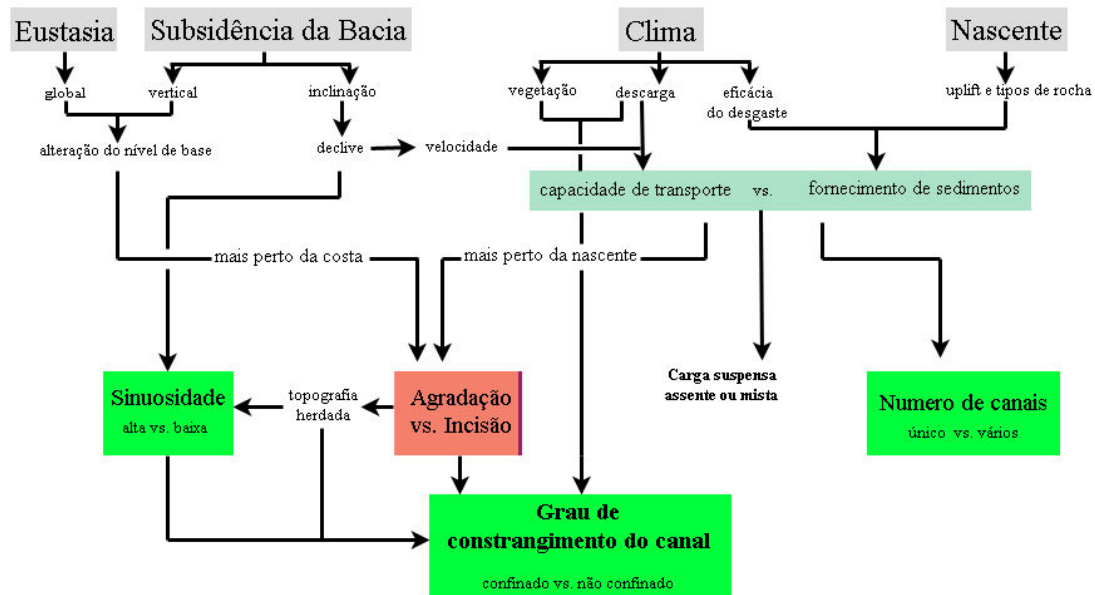 Eustasia
Subsidência da Bacia
Clima
Nascente
global
vertical
inclinação
vegetação
descarga
eficácia
do desgaste
uplift e tipos de rocha
alteração do nível de base
declive
velocidade
capacidade de transporte vs. fornecimento de sedimentos
mais perto da costa
mais perto da nascente
Sinuosidade
alta vs. baixa
topografia
herdada
Agradação
vs. Incisão
Carga suspensa
assente ou mista
Numero de canais
único vs. vários
Grau de
constrangimento do canal
confinado vs. não confinado